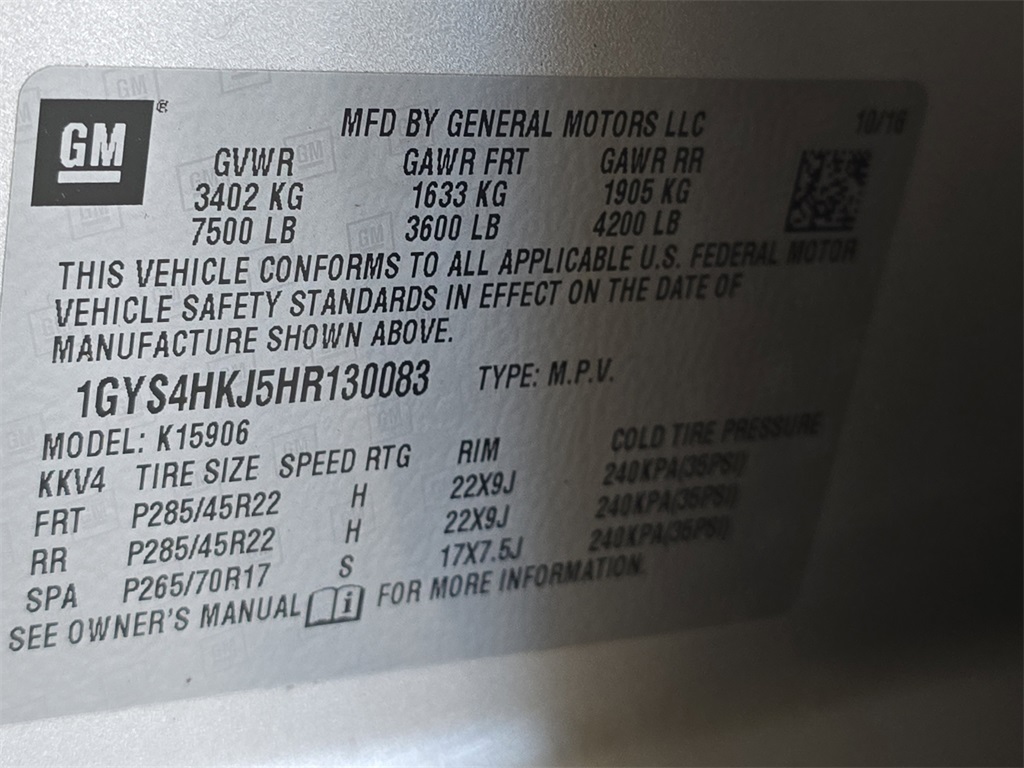 GM ®
MFD BY GENERAL MOTORS LLC 10/16
GVWR GAWR FRT GAWR RR
3402 KG 1633 KG 1905 KG
7500 LB 3600 LB 4200 LB
THIS VEHICLE CONFORMS TO ALL APPLICABLE U.S. FEDERAL MOTOR
VEHICLE SAFETY STANDARDS IN EFFECT ON THE DATE OF
MANUFACTURE SHOWN ABOVE.
1GYS4HKJ5HR130083 TYPE: M.P.V.
MODEL: K15906
KKV4 TIRE SIZE SPEED RTG RIM COLD TIRE PRESSURE
FRT P285/45R22 H 22X9J 240KPA(35PSI)
RR P285/45R22 H 22X9J 240KPA(35PSI)
SPA P265/70R17 S 17X7.5J 240KPA(35PSI)
SEE OWNER'S MANUAL i FOR MORE INFORMATION.